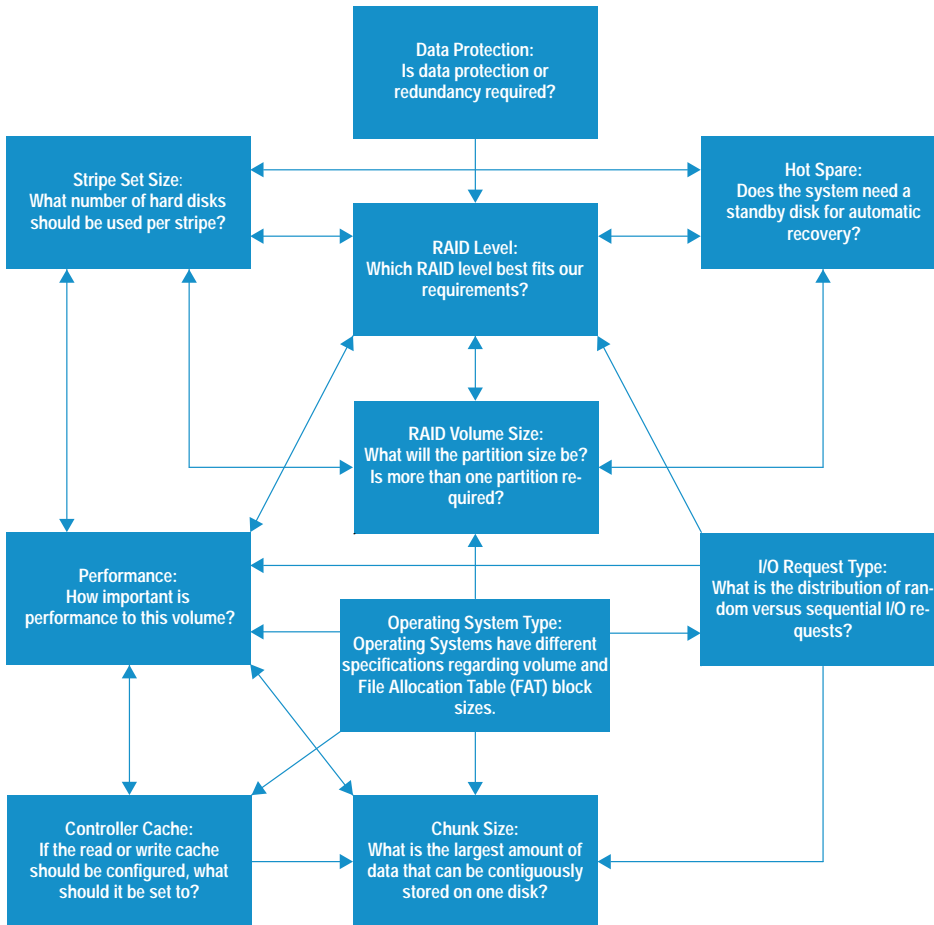 Data Protection:
Is data protection or
redundancy required?
Stripe Set Size:
What number of hard disks
should be used per stripe?
Hot Spare:
Does the system need a
standby disk for automatic
recovery?
RAID Level:
Which RAID level best fits our
requirements?
RAID Volume Size:
What will the partition size be?
Is more than one partition re-
quired?
Performance:
How important is
performance to this volume?
I/O Request Type:
What is the distribution of ran-
dom versus sequential I/O re-
quests?
Operating System Type:
Operating Systems have different
specifications regarding volume and
File Allocation Table (FAT) block
sizes.
Controller Cache:
If the read or write cache
should be configured, what
should it be set to?
Chunk Size:
What is the largest amount of
data that can be contiguously
stored on one disk?